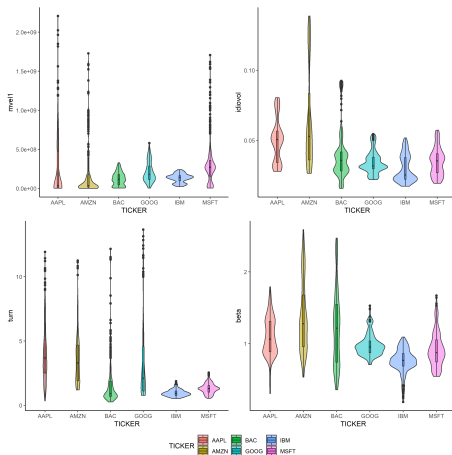 2.0e+09
1.5e+09
1.0e+09
5.0e+08
0.0e+00
mvel1
AAPL AMZN BAC GOOG IBM MSFT
TICKER
0.10
0.05
idiovol
AAPL AMZN BAC GOOG IBM MSFT
TICKER
10
5
0
turn
AAPL AMZN BAC GOOG IBM MSFT
TICKER
2
1
beta
AAPL AMZN BAC GOOG IBM MSFT
TICKER
TICKER AAPL BAC IBM
AMZN GOOG MSFT